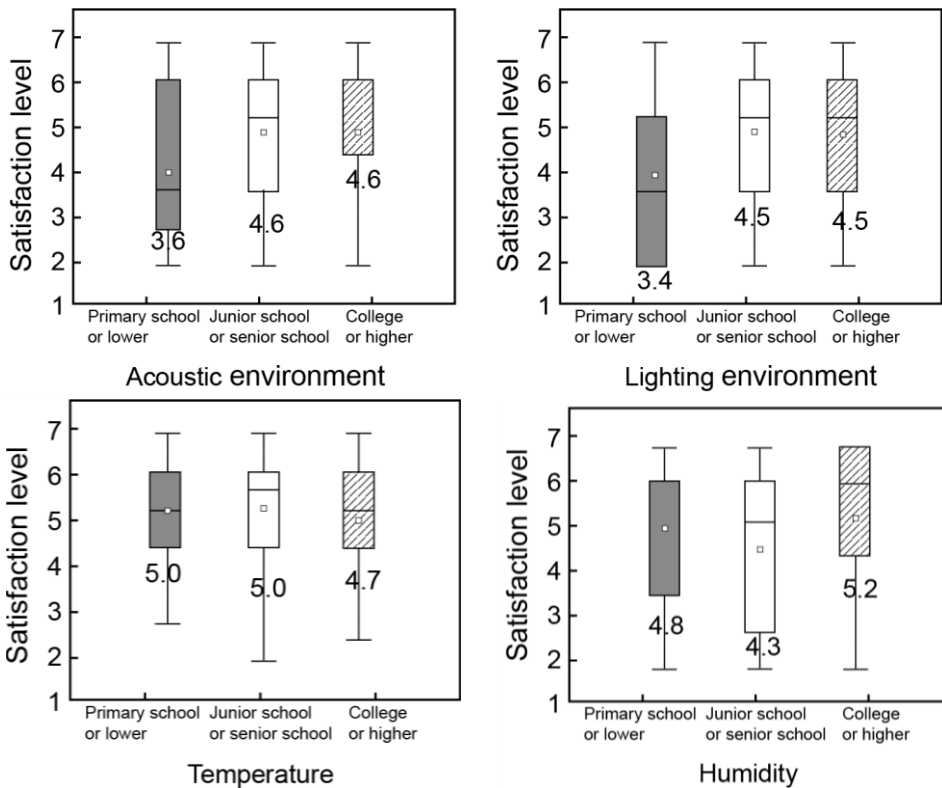 Satisfaction level
7
6
5
4
3
2
1
3.6
4.6
4.6
Primary school
or lower
Junior school
or senior school
College
or higher
Acoustic environment
Satisfaction level
7
6
5
4
3
2
1
3.4
4.5
4.5
Primary school
or lower
Junior school
or senior school
College
or higher
Lighting environment
Satisfaction level
7
6
5
4
3
2
1
5.0
5.0
4.7
Primary school
or lower
Junior school
or senior school
College
or higher
Temperature
Satisfaction level
7
6
5
4
3
2
1
4.8
4.3
5.2
Primary school
or lower
Junior school
or senior school
College
or higher
Humidity